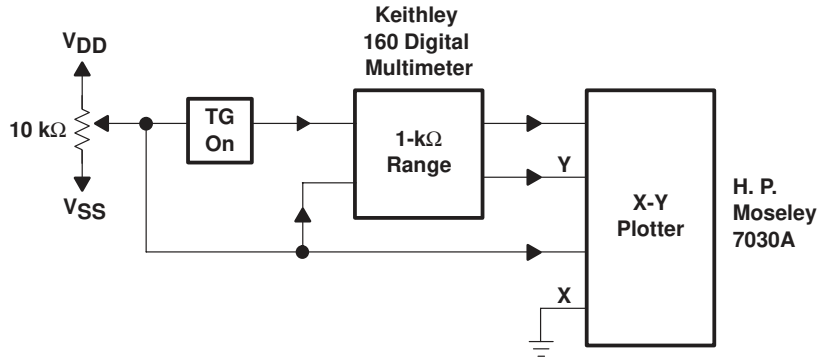 Keithley
160 Digital
Multimeter
VDD
10 kΩ
VSS
TG
On
1-kΩ
Range
Y
X
X-Y
Plotter
H. P.
Moseley
7030A